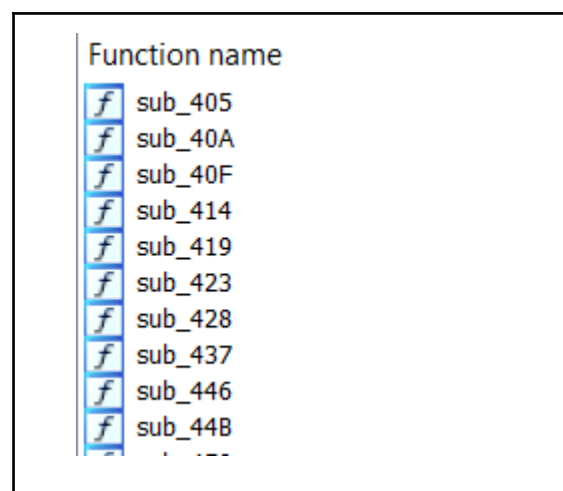 Function name
f sub_405
f sub_40A
f sub_40F
f sub_414
f sub_419
f sub_423
f sub_428
f sub_437
f sub_446
f sub_44B